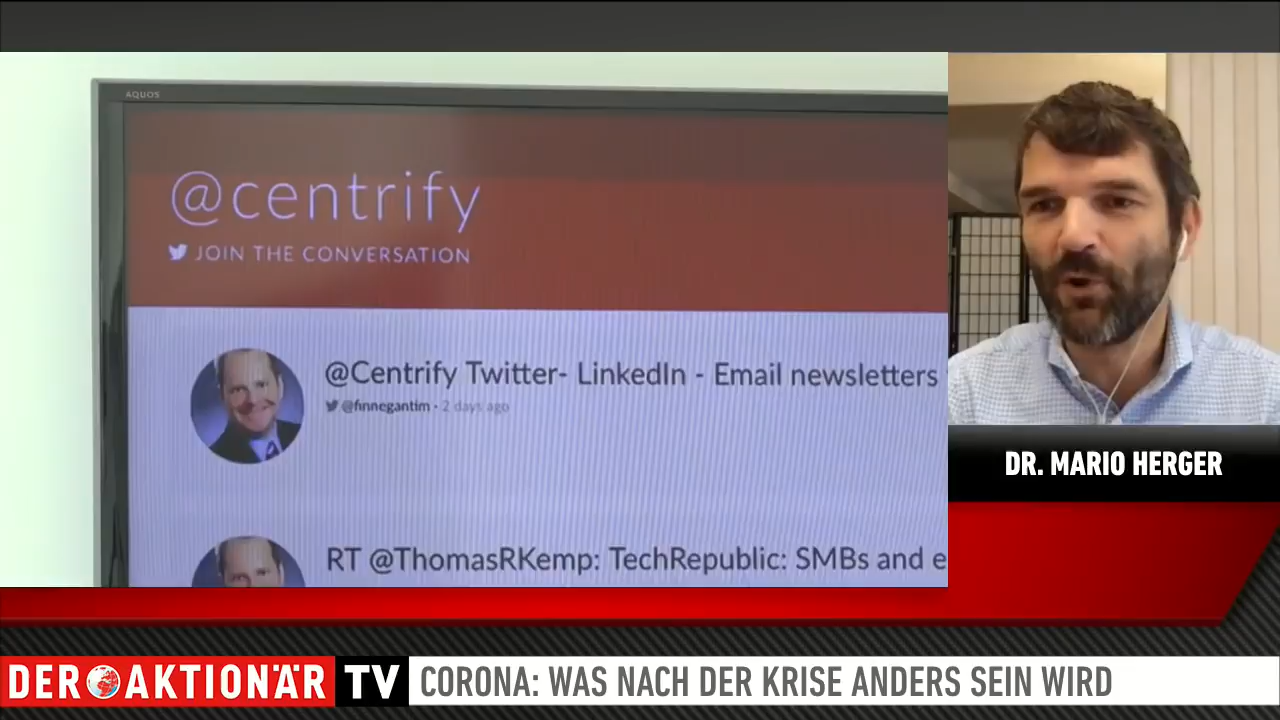 AQUOS
@centrify
JOIN THE CONVERSATION
@Centrify Twitter- LinkedIn - Email newsletters
@finnegantim • 2 days ago
RT @ThomasRKemp: TechRepublic: SMBs and e
DR. MARIO HERGER
DER AKTIONÄR TV
CORONA: WAS NACH DER KRSE ANDERS SEIN WIRD